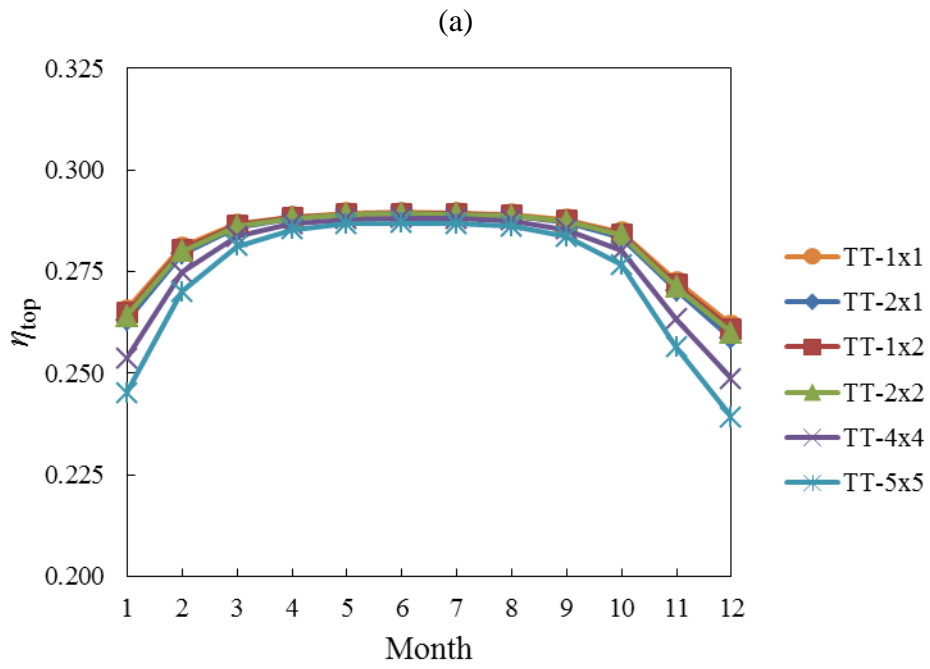 (a)
0.325
0.300
0.275
0.250
0.225
0.200
ηtop
1 2 3 4 5 6 7 8 9 10 11 12
Month
TT-1x1
TT-2x1
TT-1x2
TT-2x2
TT-4x4
TT-5x5